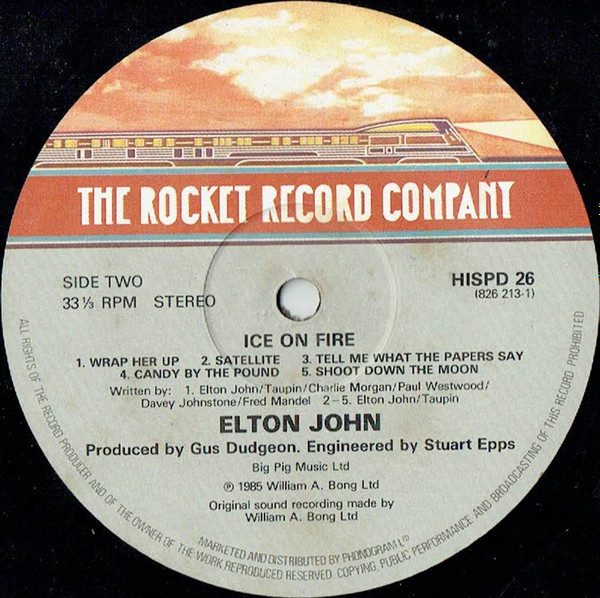 THE ROCKET RECORD COMPANY
SIDE TWO
33⅓ RPM STEREO
HISPD 26
(826 213-1)
ICE ON FIRE
1. WRAP HER UP 2. SATELLITE 3. TELL ME WHAT THE PAPERS SAY
4. CANDY BY THE POUND 5. SHOOT DOWN THE MOON
Written by: 1. Elton John/Taupin/Charlie Morgan/Paul Westwood/
Davey Johnstone/Fred Mandel 2–5. Elton John/Taupin
ELTON JOHN
Produced by Gus Dudgeon. Engineered by Stuart Epps
Big Pig Music Ltd
℗ 1985 William A. Bong Ltd
Original sound recording made by
William A. Bong Ltd
MARKETED AND DISTRIBUTED BY PHONOGRAM LTD
ALL RIGHTS OF THE RECORD PRODUCER AND OF THE OWNER OF THE WORK REPRODUCED RESERVED. COPYING, PUBLIC PERFORMANCE AND BROADCASTING OF THIS RECORD PROHIBITED